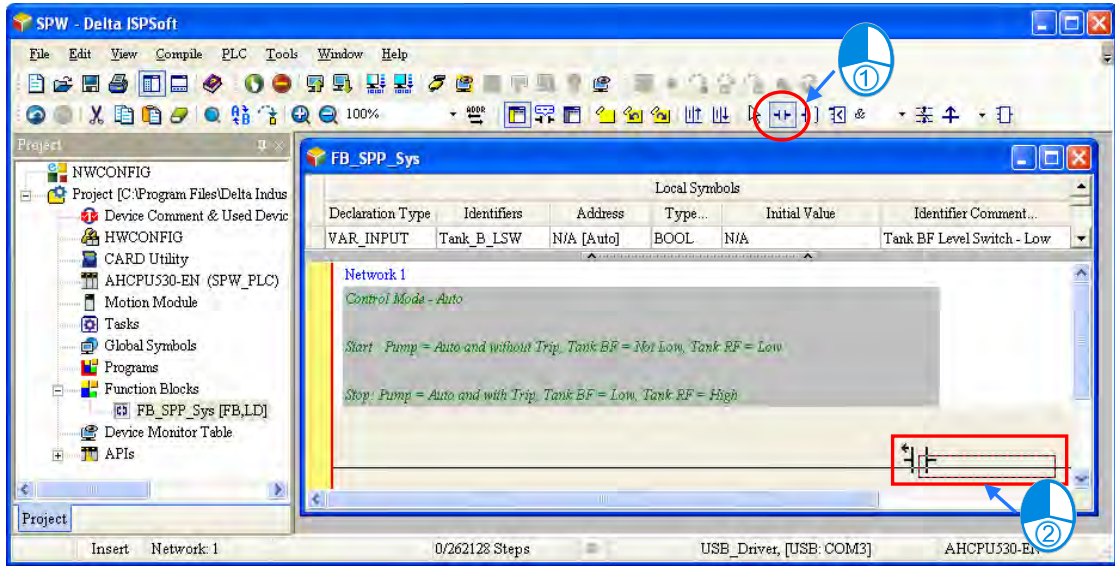 SPW - Delta ISPSoft
File Edit View Compile PLC Tools Window Help
①
100%
ADDR
&
Project
NWCONFIG
Project [C:\Program Files\Delta Indus
Device Comment & Used Devic
HWCONFIG
CARD Utility
AHCPU530-EN (SPW_PLC)
Motion Module
Tasks
Global Symbols
Programs
Function Blocks
FB_SPP_Sys [FB,LD]
Device Monitor Table
APIs
Project
FB_SPP_Sys
Local Symbols
Declaration Type Identifiers Address Type... Initial Value Identifier Comment...
VAR_INPUT Tank_B_LSW N/A [Auto] BOOL N/A Tank BF Level Switch - Low
Network 1
Control Mode - Auto
Start : Pump = Auto and without Trip, Tank BF = Not Low, Tank RF = Low
Stop: Pump = Auto and with Trip, Tank BF = Low, Tank RF = High
②
Insert Network: 1 0/262128 Steps USB_Driver, [USB: COM3] AHCPU530-EN